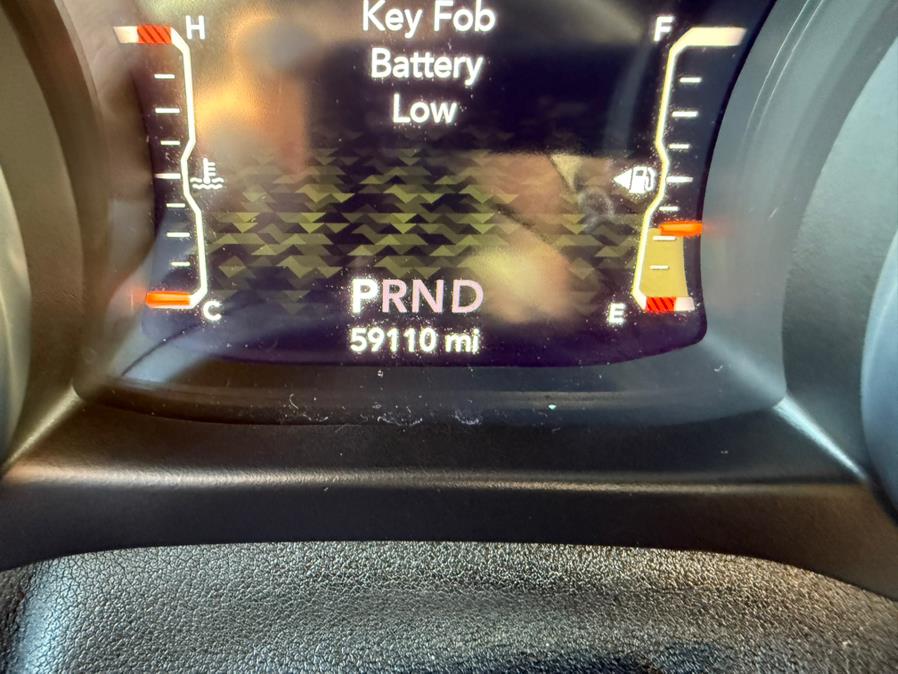 H
Key Fob
F
Battery
Low
PRND
C
E
59110 mi